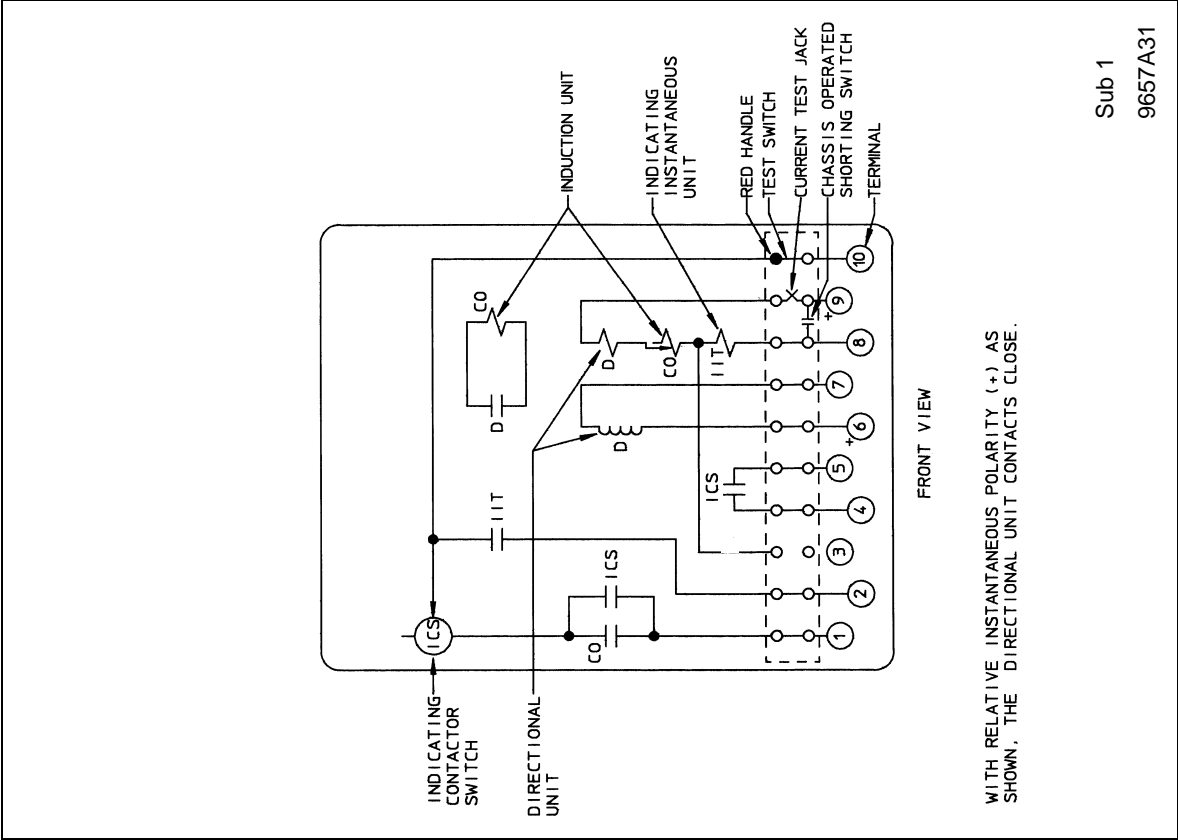 INDICATING
CONTACTOR
SWITCH
DIRECTIONAL
UNIT
INDUCTION UNIT
INDICATING
INSTANTANEOUS
UNIT
RED HANDLE
TEST SWITCH
CURRENT TEST JACK
CHASSIS OPERATED
SHORTING SWITCH
TERMINAL
ICS
IIT
D
CO
CO
ICS
ICS
D
D
CO
IIT
+
+
1
2
3
4
5
6
7
8
9
10
FRONT VIEW
WITH RELATIVE INSTANTANEOUS POLARITY (+) AS
SHOWN, THE DIRECTIONAL UNIT CONTACTS CLOSE.
Sub 1
9657A31